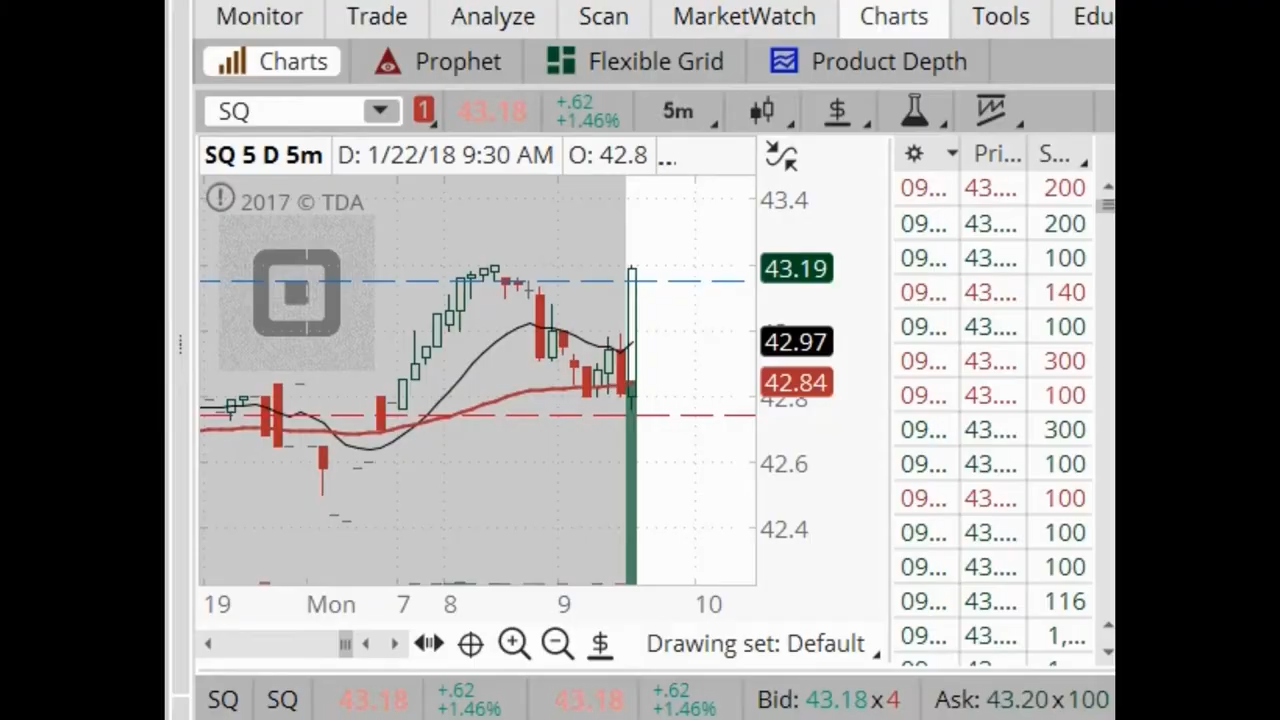 Monitor Trade Analyze Scan MarketWatch Charts Tools Edu
Charts Prophet Flexible Grid Product Depth
SQ 1 43.18 +.62 5m $
+1.46%
SQ 5 D 5m D: 1/22/18 9:30 AM O: 42.8 ... Pri... S...
2017 © TDA
43.4
43.19
42.97
42.84
42.8
42.6
42.4
19 Mon 7 8 9 10
09... 43.... 200
09... 43.... 200
09... 43.... 100
09... 43.... 140
09... 43.... 100
09... 43.... 300
09... 43.... 100
09... 43.... 300
09... 43.... 100
09... 43.... 100
09... 43.... 100
09... 43.... 100
09... 43.... 116
09... 43.... 1,...
$ Drawing set: Default
SQ SQ 43.18 +.62 43.18 +.62 Bid: 43.18 x 4 Ask: 43.20 x 100
+1.46% +1.46%